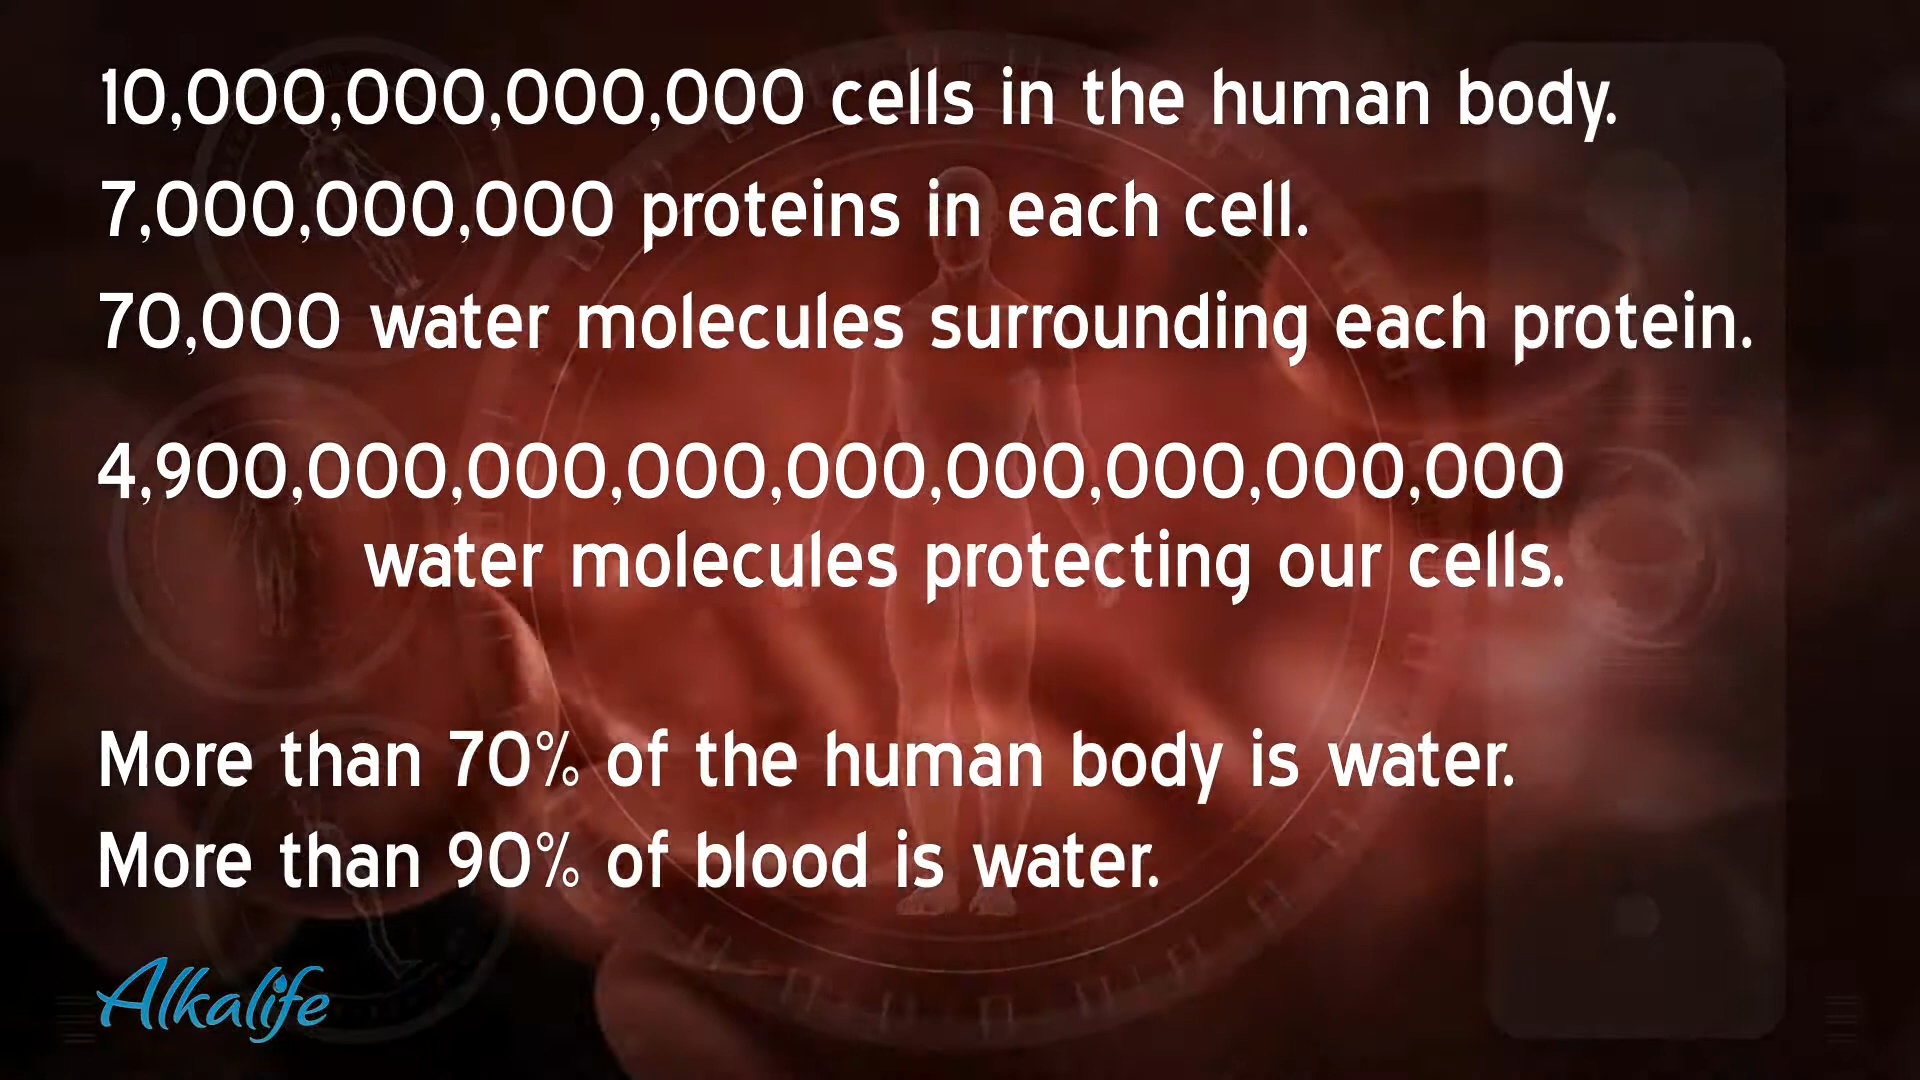 10,000,000,000,000 cells in the human body.
7,000,000,000 proteins in each cell.
70,000 water molecules surrounding each protein.
4,900,000,000,000,000,000,000,000,000
water molecules protecting our cells.
More than 70% of the human body is water.
More than 90% of blood is water.
Alkalife